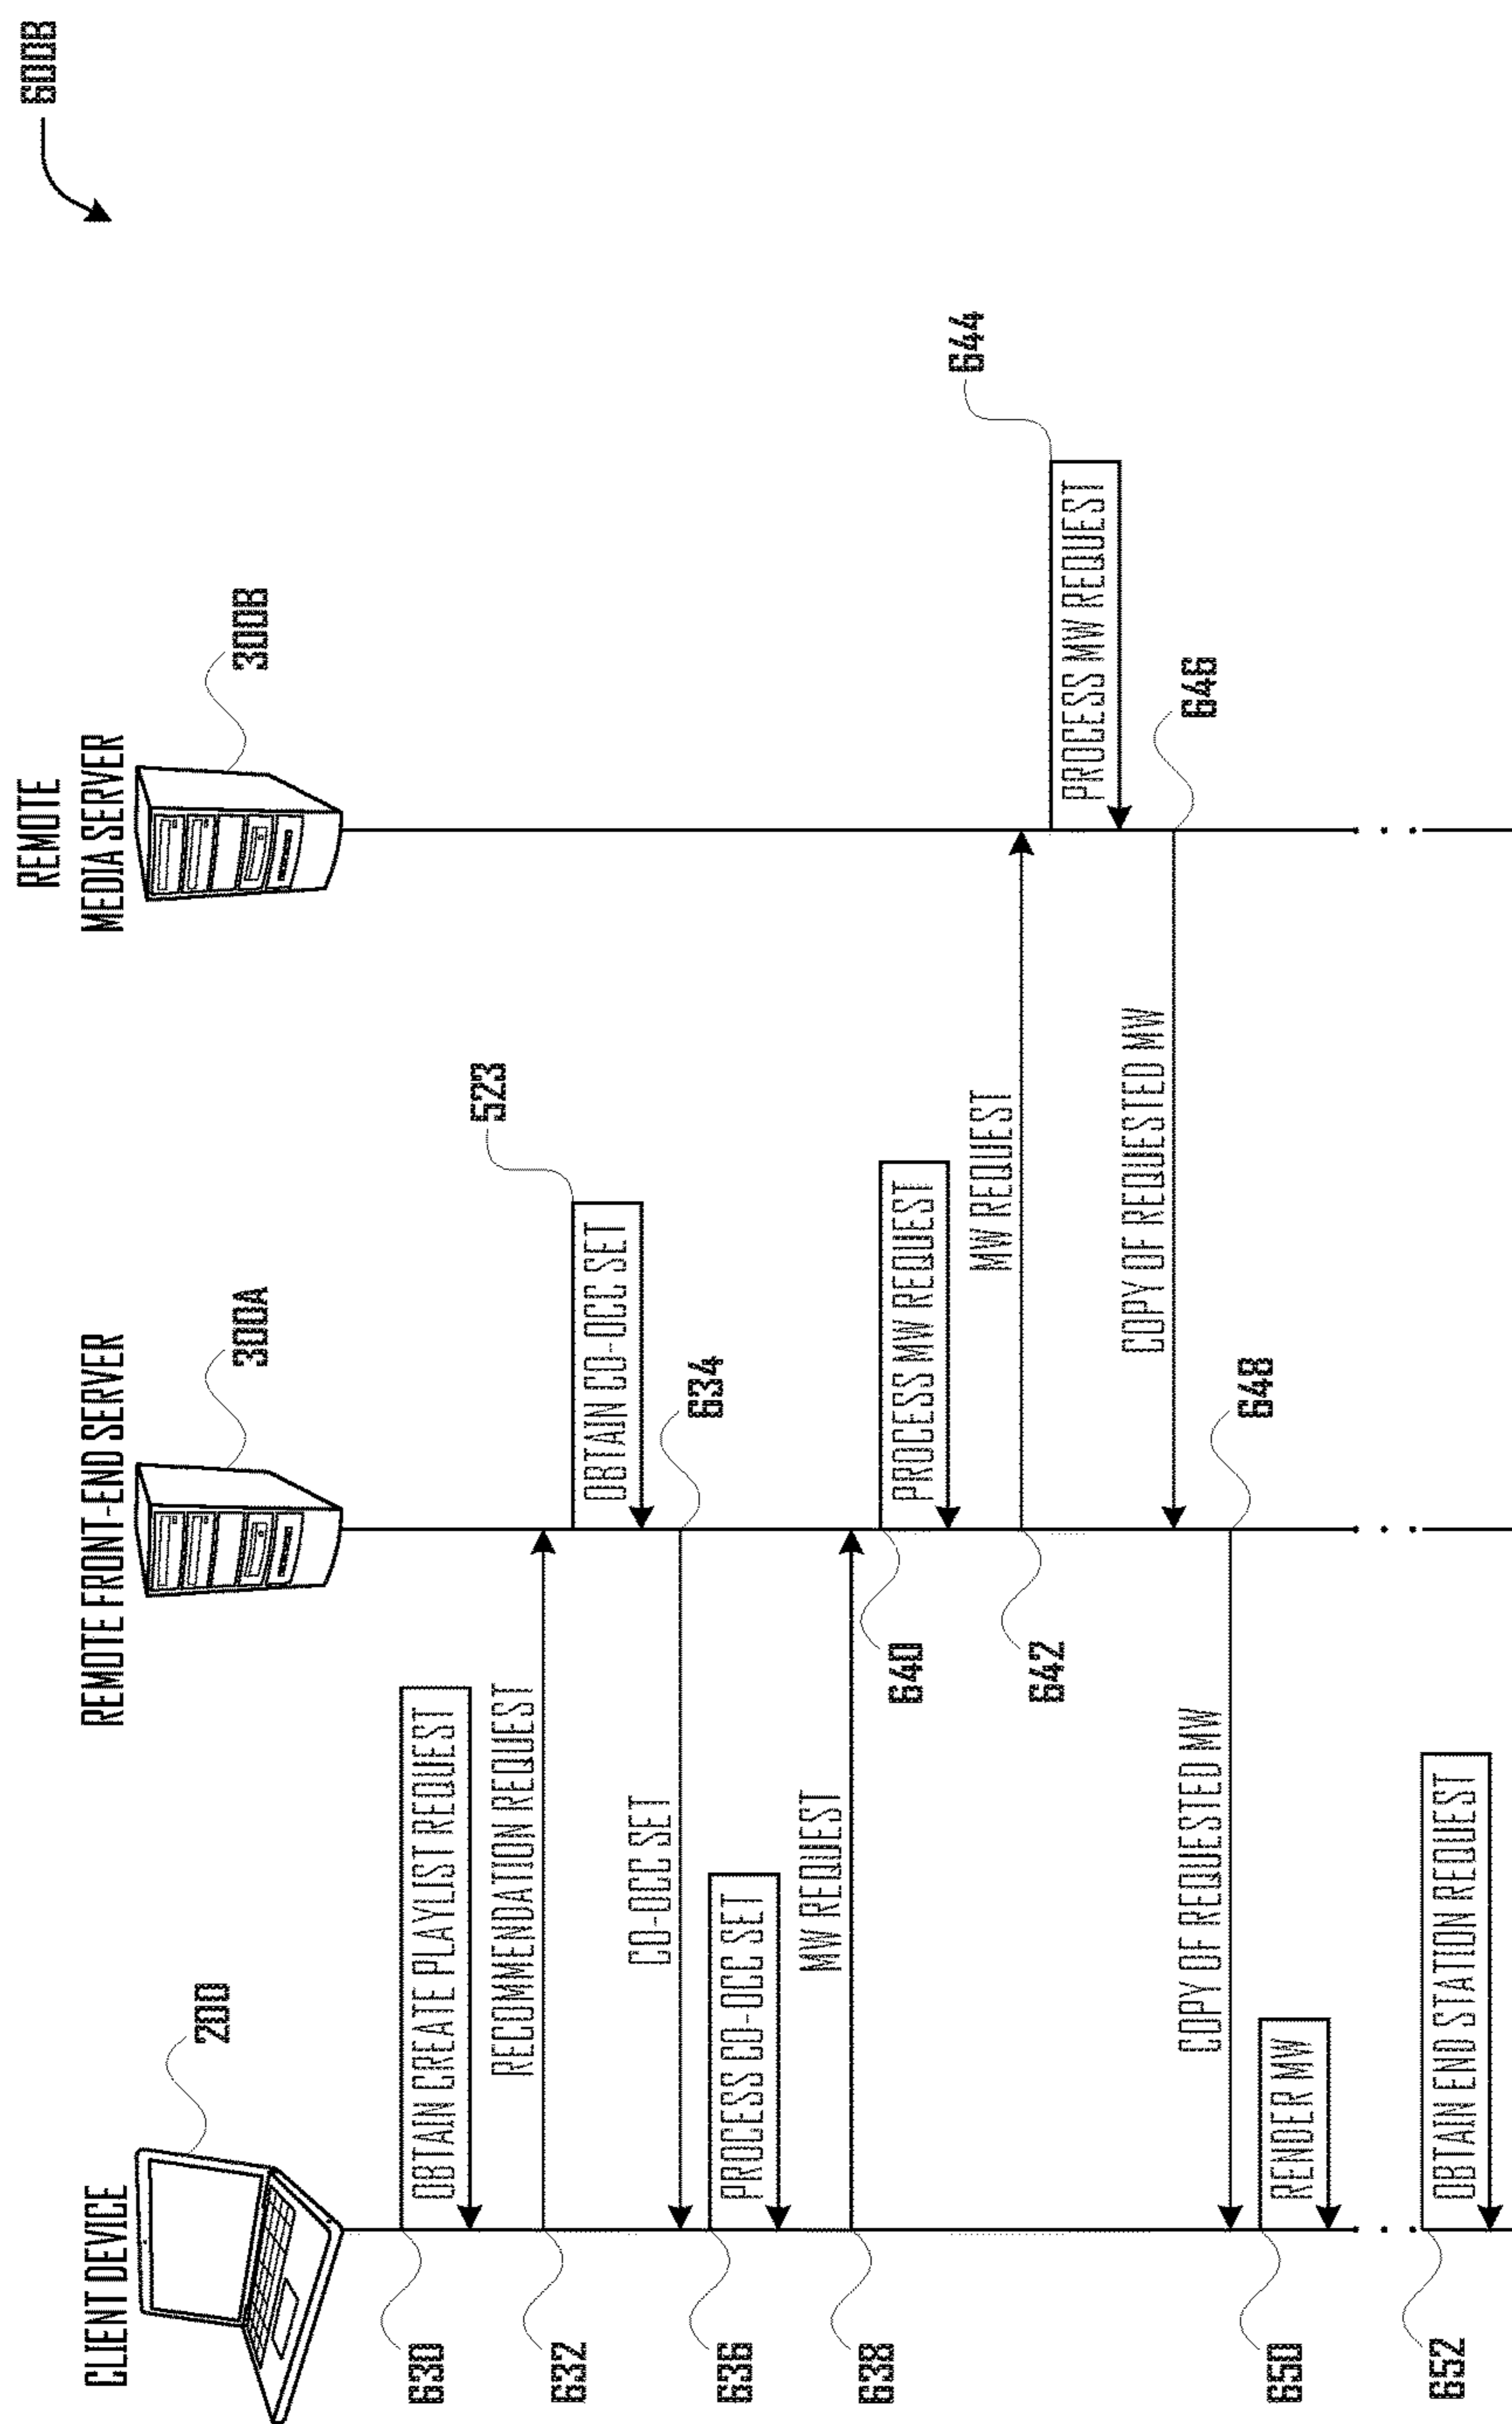 600B
CLIENT DEVICE
REMOTE FRONT-END SERVER
REMOTE
MEDIA SERVER
200
300A
300B
630
OBTAIN CREATE PLAYLIST REQUEST
RECOMMENDATION REQUEST
632
523
OBTAIN CO-OCC SET
CO-OCC SET
634
636
PROCESS CO-OCC SET
MW REQUEST
638
640
PROCESS MW REQUEST
MW REQUEST
642
644
PROCESS MW REQUEST
COPY OF REQUESTED MW
646
COPY OF REQUESTED MW
648
650
RENDER MW
652
OBTAIN END STATION REQUEST